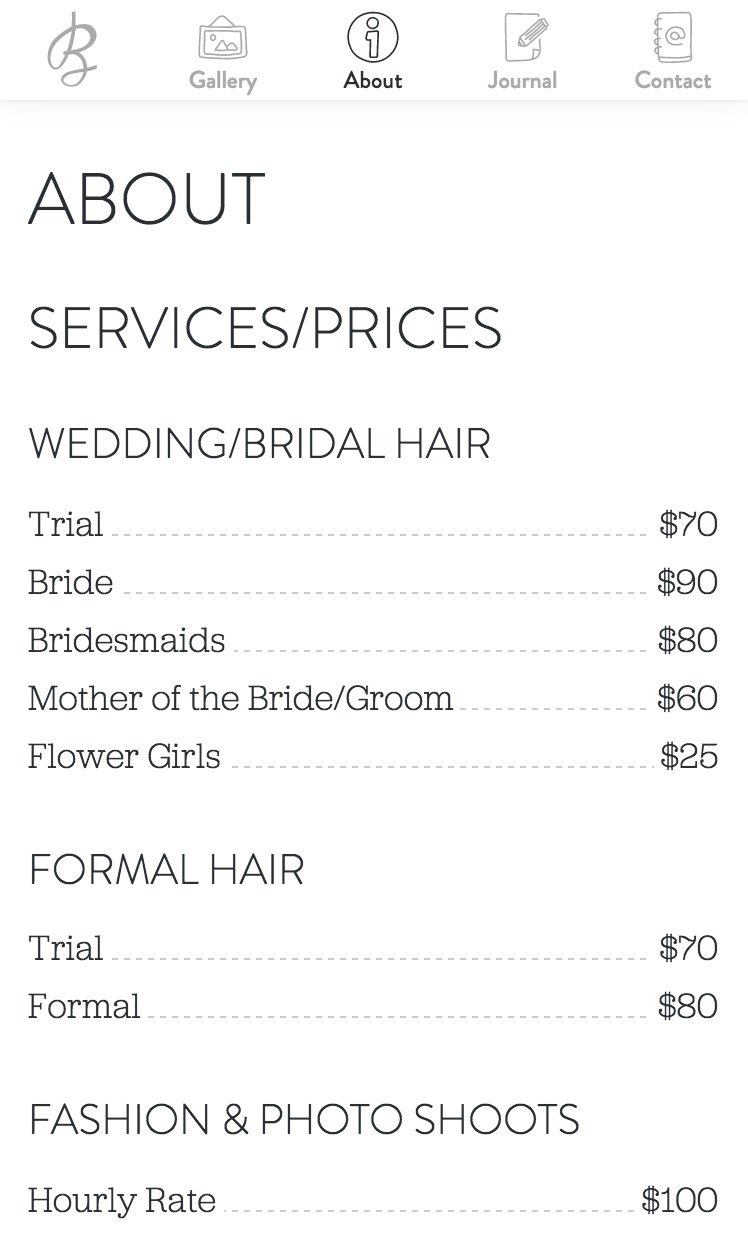 B
Gallery
About
Journal
Contact
ABOUT
SERVICES/PRICES
WEDDING/BRIDAL HAIR
Trial $70
Bride $90
Bridesmaids $80
Mother of the Bride/Groom $60
Flower Girls $25
FORMAL HAIR
Trial $70
Formal $80
FASHION & PHOTO SHOOTS
Hourly Rate $100